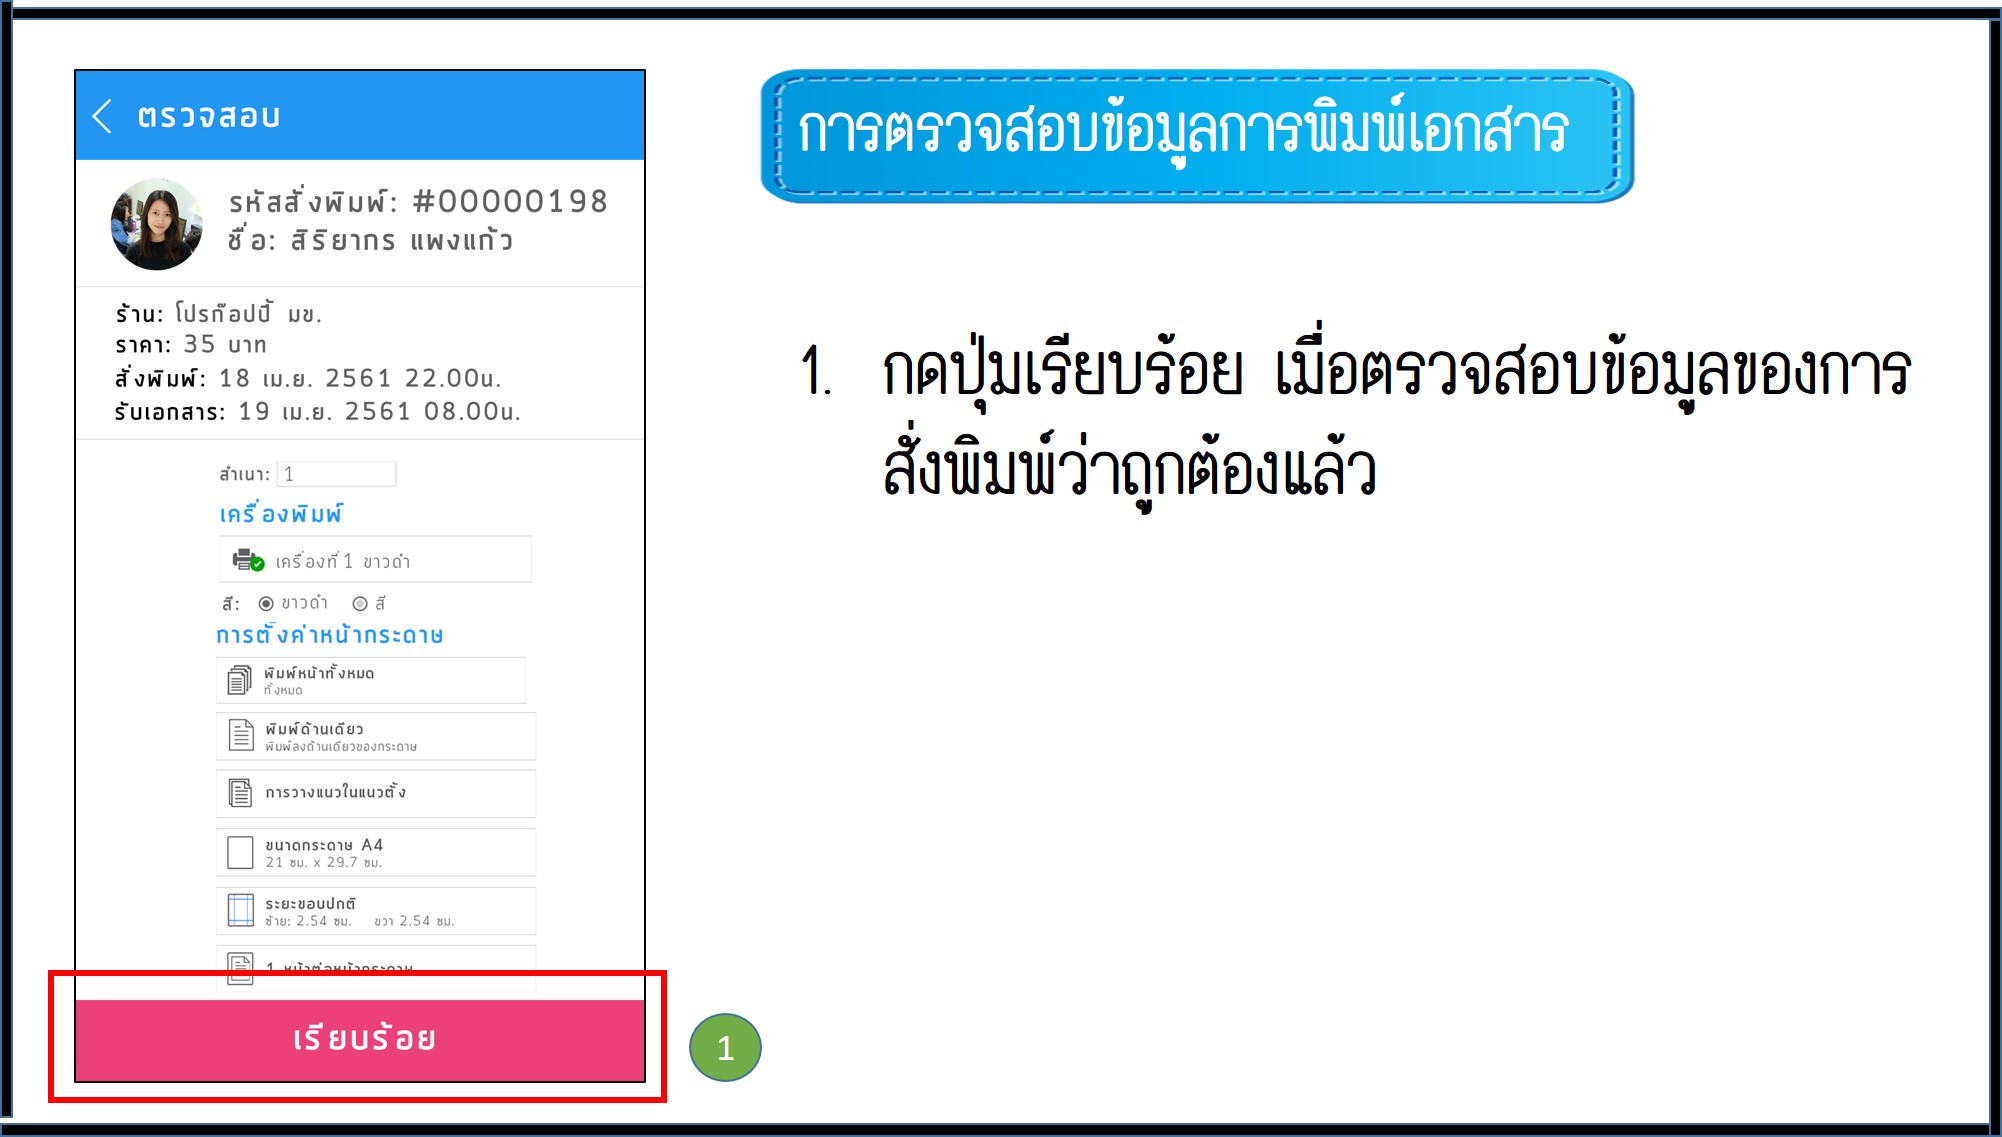 ตรวจสอบ
รหัสสั่งพิมพ์: #00000198
ชื่อ: สิริยากร แพงแก้ว
ร้าน: โปรก๊อปปี้ มข.
ราคา: 35 บาท
สั่งพิมพ์: 18 เม.ย. 2561 22.00น.
รับเอกสาร: 19 เม.ย. 2561 08.00น.
สำเนา: 1
เครื่องพิมพ์
เครื่องที่ 1 ขาวดำ
สี: ขาวดำ สี
การตั้งค่าหน้ากระดาษ
พิมพ์หน้าทั้งหมด
ทั้งหมด
พิมพ์ด้านเดียว
พิมพ์ลงด้านเดียวของกระดาษ
การวางแนวในแนวตั้ง
ขนาดกระดาษ A4
21 ซม. x 29.7 ซม.
ระยะขอบปกติ
ซ้าย: 2.54 ซม. ขวา 2.54 ซม.
1 หน้าต่อหน้ากระดาษ
เรียบร้อย
1
การตรวจสอบข้อมูลการพิมพ์เอกสาร
1. กดปุ่มเรียบร้อย เมื่อตรวจสอบข้อมูลของการ
สั่งพิมพ์ว่าถูกต้องแล้ว